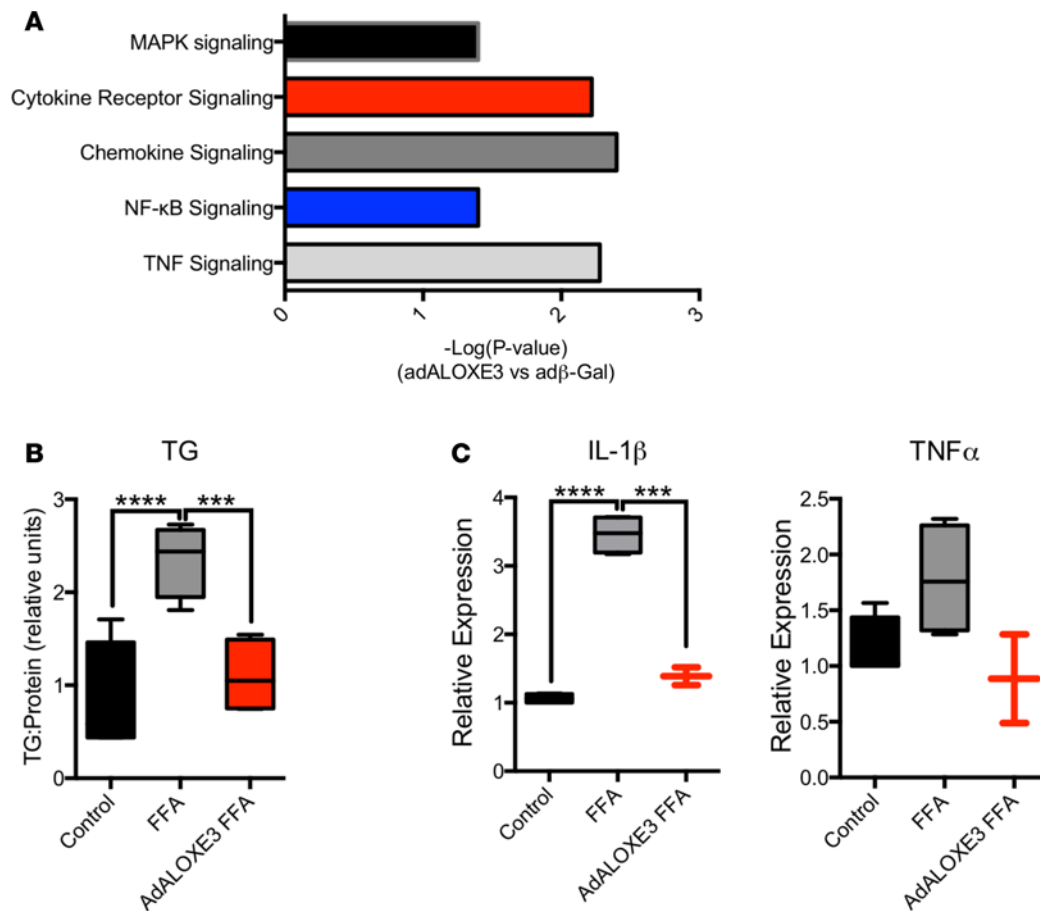 A
MAPK signaling
Cytokine Receptor Signaling
Chemokine Signaling
NF-κB Signaling
TNF Signaling
0 1 2 3
-Log(P-value)
(adALOXE3 vs adβ-Gal)
B
TG
TG:Protein (relative units)
3
2
1
0
**** ***
Control
FFA
AdALOXE3 FFA
C
IL-1β
Relative Expression
4
3
2
1
0
**** ***
Control
FFA
AdALOXE3 FFA
TNFα
Relative Expression
2.5
2.0
1.5
1.0
0.5
0.0
Control
FFA
AdALOXE3 FFA